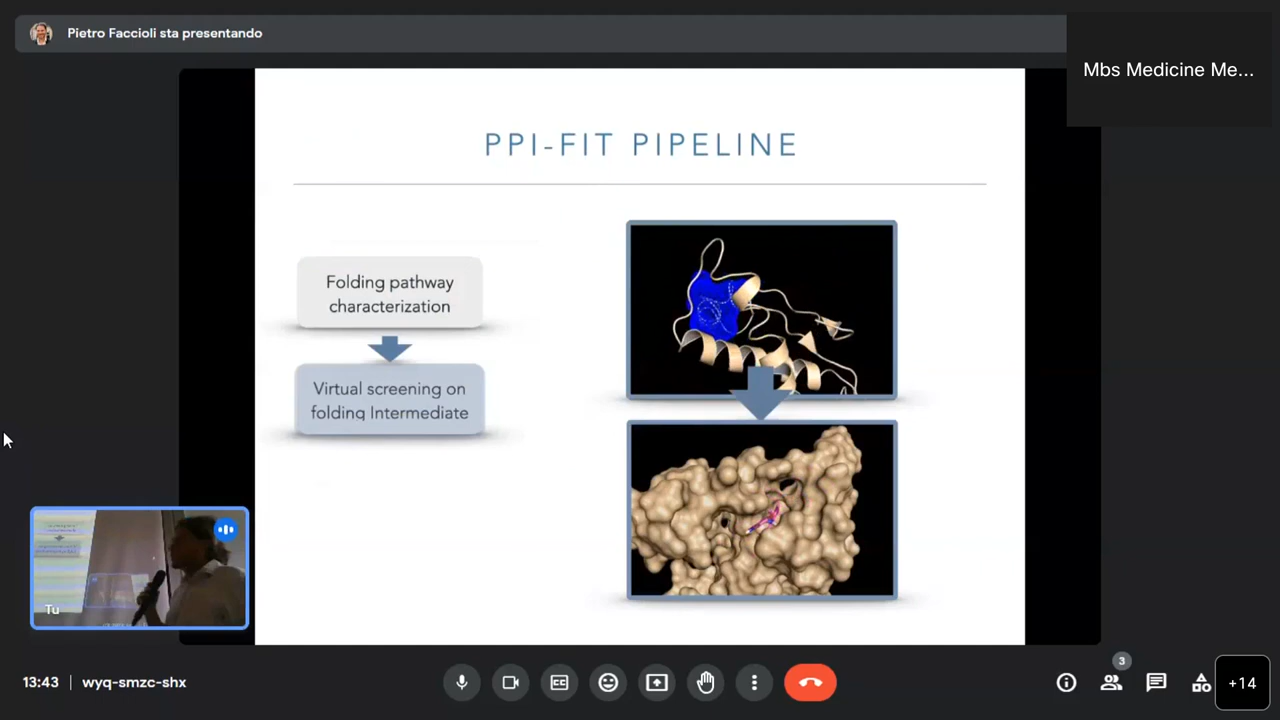 Pietro Faccioli sta presentando
Mbs Medicine Me...
PPI-FIT PIPELINE
Folding pathway
characterization
Virtual screening on
folding Intermediate
Tu
3
13:43 | wyq-smzc-shx
+14